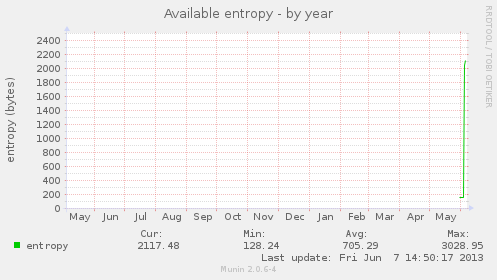 Available entropy - by year
RRDTOOL / TOBI OETIKER
entropy (bytes)
2400
2200
2000
1800
1600
1400
1200
1000
800
600
400
200
0
May Jun Jul Aug Sep Oct Nov Dec Jan Feb Mar Apr May
Cur: Min: Avg: Max:
entropy 2117.48 128.24 705.29 3028.95
Last update: Fri Jun 7 14:50:17 2013
Munin 2.0.6-4